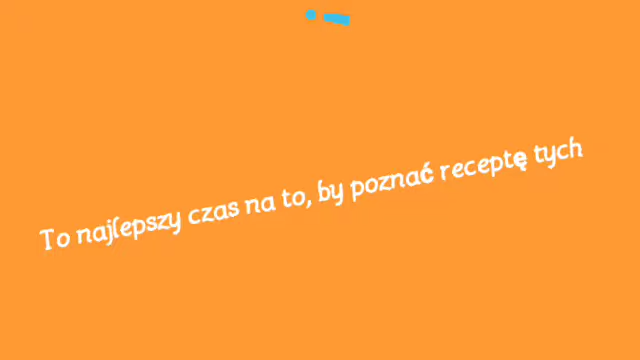 To najlepszy czas na to, by poznać receptę tych